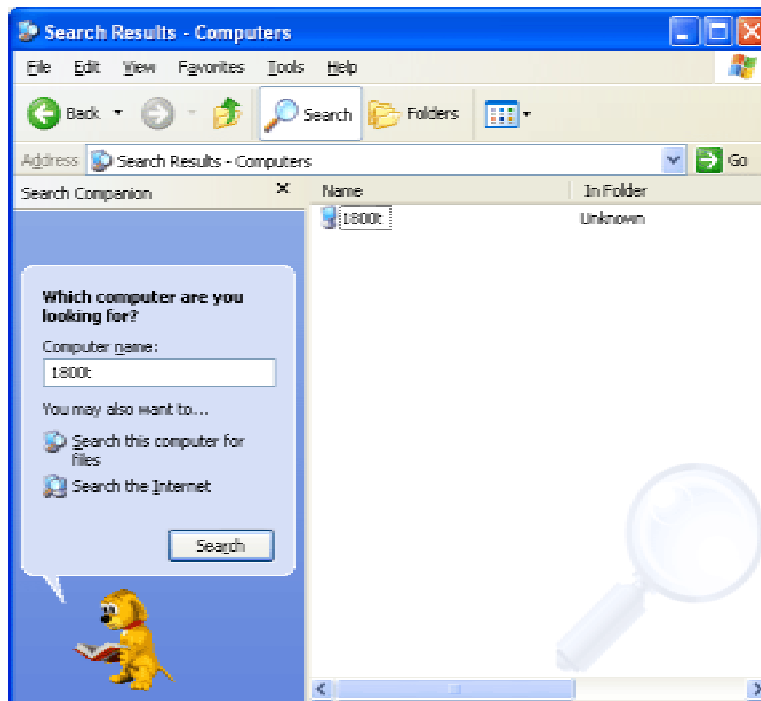 Search Results - Computers
File Edit View Favorites Tools Help
Back Search Folders
Address Search Results - Computers Go
Search Companion
Name In Folder
1800t Unknown
Which computer are you
looking for?
Computer name:
1800t
You may also want to...
Search this computer for
files
Search the Internet
Search